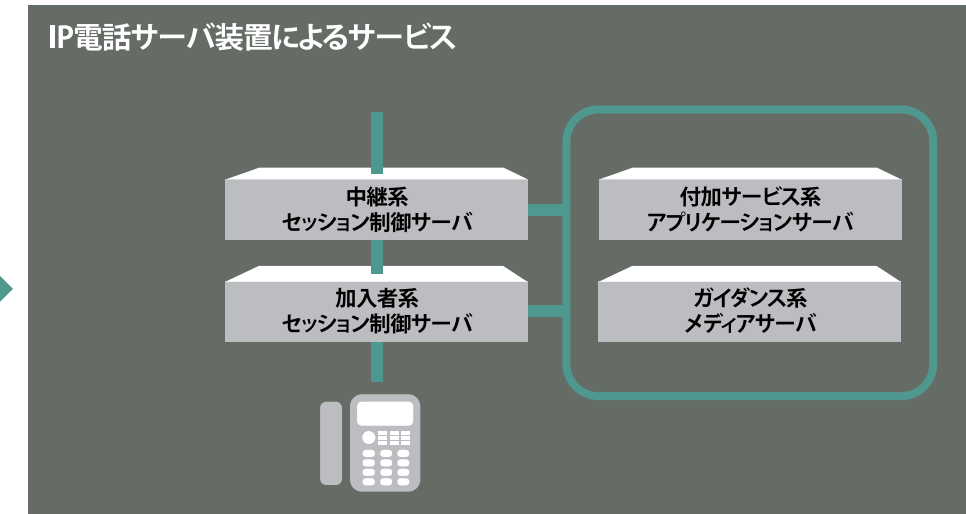 IP電話サーバ装置によるサービス
中継系
セッション制御サーバ
付加サービス系
アプリケーションサーバ
加入者系
セッション制御サーバ
ガイダンス系
メディアサーバ